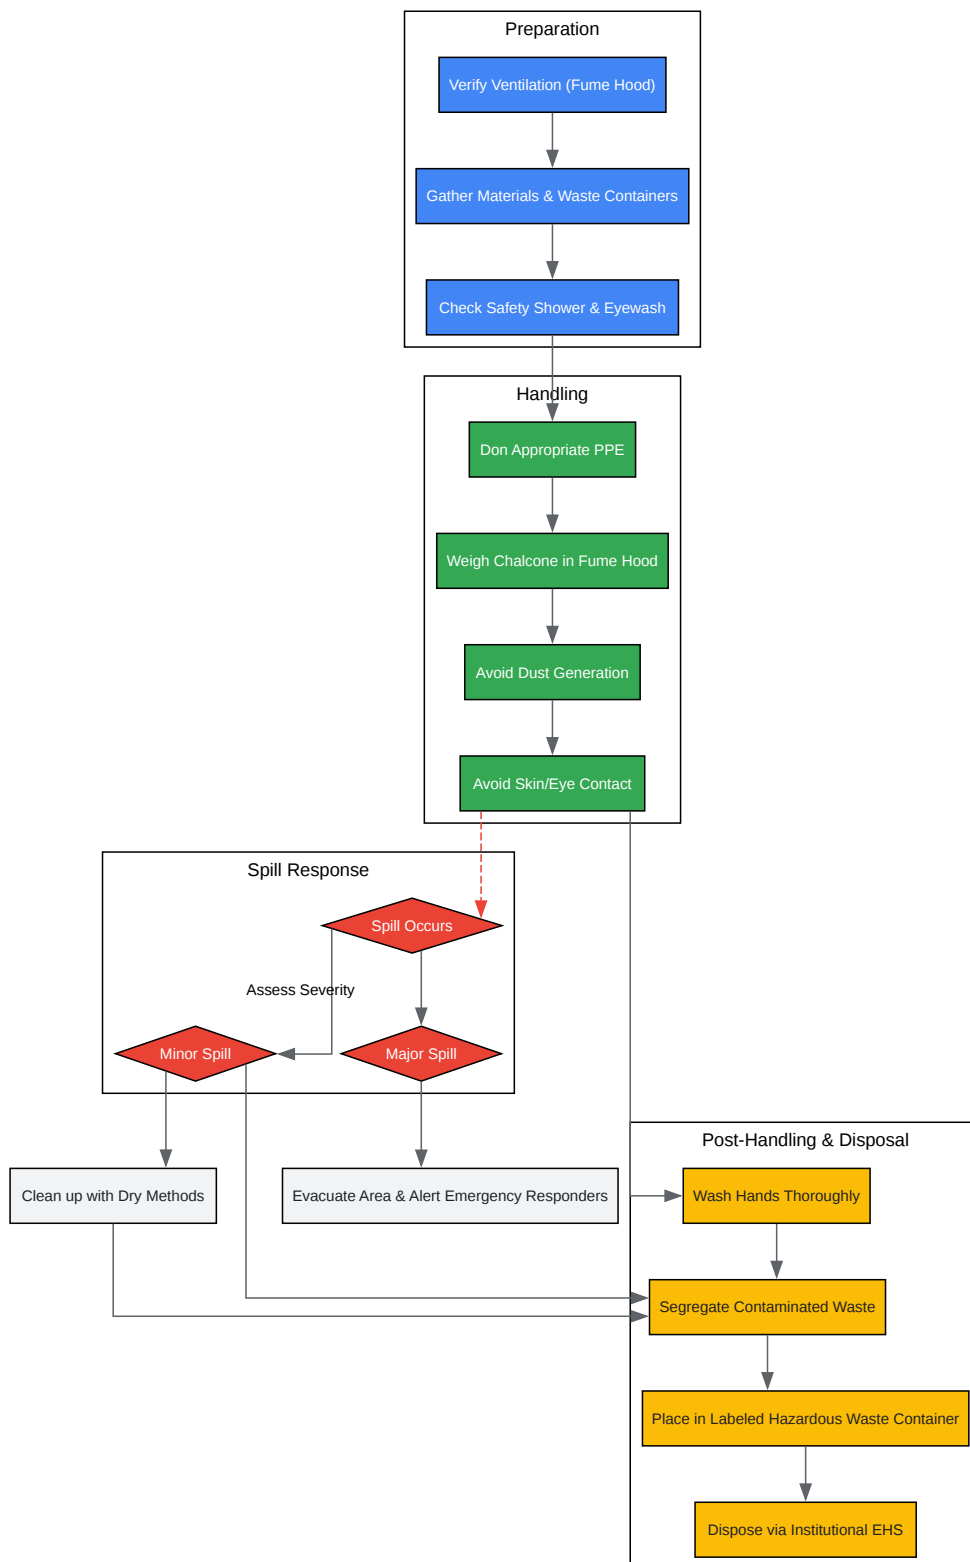 Preparation
Verify Ventilation (Fume Hood)
Gather Materials & Waste Containers
Check Safety Shower & Eyewash
Handling
Don Appropriate PPE
Weigh Chalcone in Fume Hood
Avoid Dust Generation
Avoid Skin/Eye Contact
Spill Response
Spill Occurs
Assess Severity
Minor Spill
Major Spill
Post-Handling & Disposal
Clean up with Dry Methods
Evacuate Area & Alert Emergency Responders
Wash Hands Thoroughly
Segregate Contaminated Waste
Place in Labeled Hazardous Waste Container
Dispose via Institutional EHS